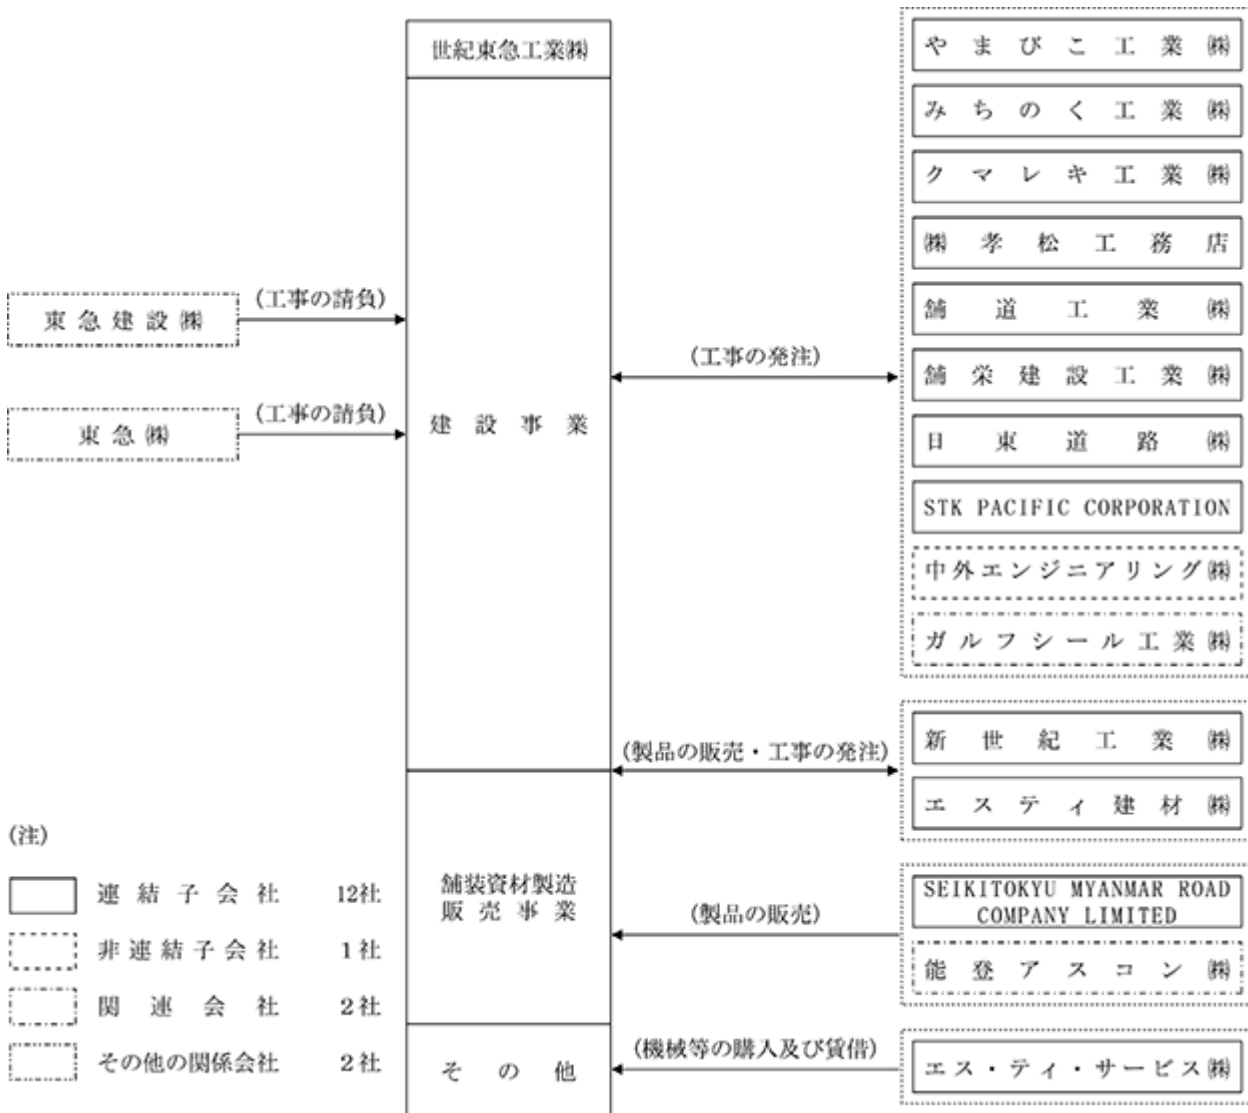 世紀東急工業㈱
東急建設㈱
(工事の請負)
東急㈱
(工事の請負)
建設事業
(工事の発注)
やまびこ工業㈱
みちのく工業㈱
クマレキ工業㈱
㈱孝松工務店
舗道工業㈱
舗栄建設工業㈱
日東道路㈱
STK PACIFIC CORPORATION
中外エンジニアリング㈱
ガルフシール工業㈱
(製品の販売・工事の発注)
新世紀工業㈱
エスティ建材㈱
舗装資材製造
販売事業
(製品の販売)
SEIKITOKYU MYANMAR ROAD
COMPANY LIMITED
能登アスコン㈱
その他
(機械等の購入及び賃借)
エス・ティ・サービス㈱
(注)
連結子会社 12社
非連結子会社 1社
関連会社 2社
その他の関係会社 2社